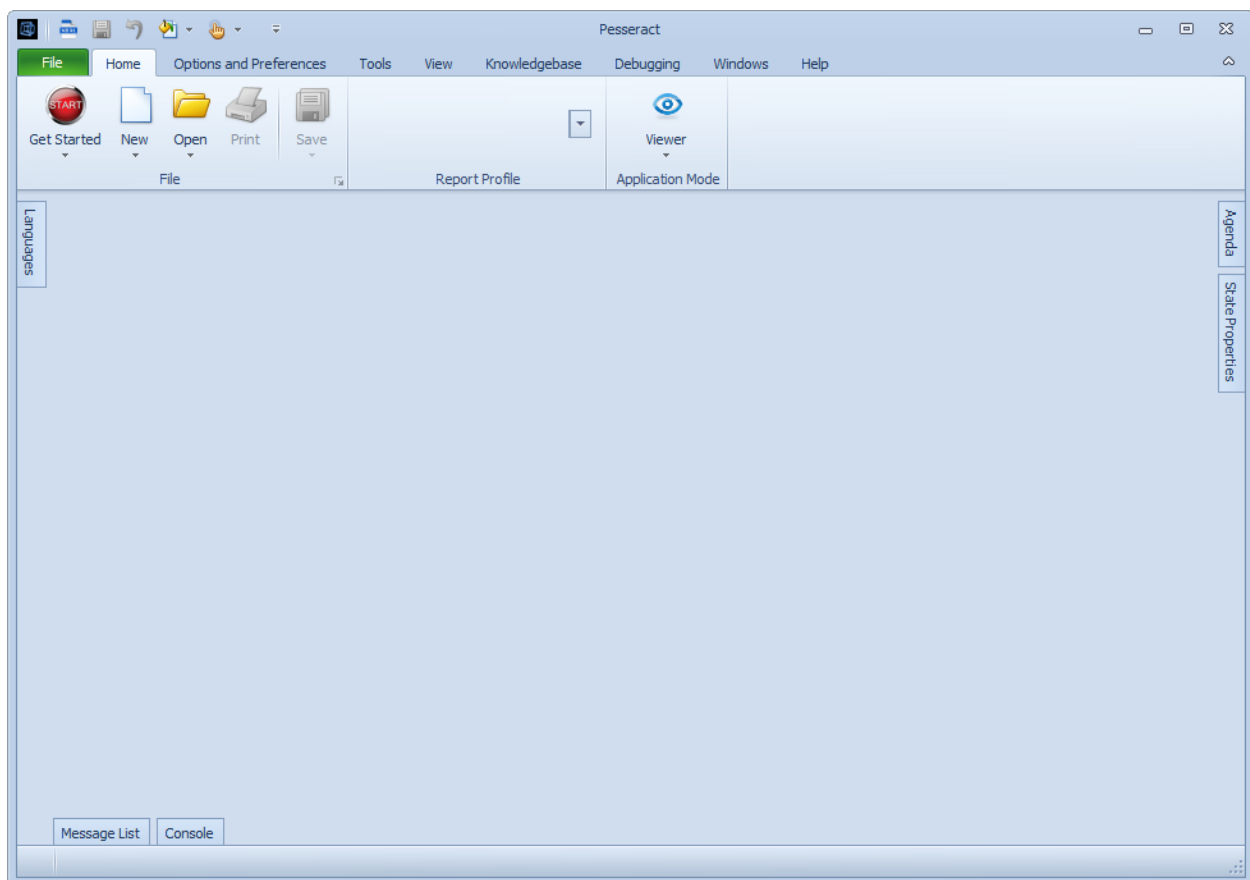 Pesseract
File Home Options and Preferences Tools View Knowledgebase Debugging Windows Help
START
Get Started New Open Print Save Viewer
File Report Profile Application Mode
Languages
Agenda
State Properties
Message List Console